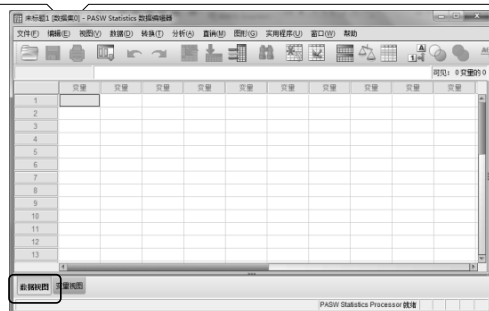 未标题1 [数据集0] - PASW Statistics 数据编辑器
文件(F) 编辑(E) 视图(V) 数据(D) 转换(T) 分析(A) 直销(M) 图形(G) 实用程序(U) 窗口(W) 帮助
可见: 0 变量的 0
变量 变量 变量 变量 变量 变量 变量 变量 变量 变量
1
2
3
4
5
6
7
8
9
10
11
12
13
数据视图 变量视图
PASW Statistics Processor 就绪